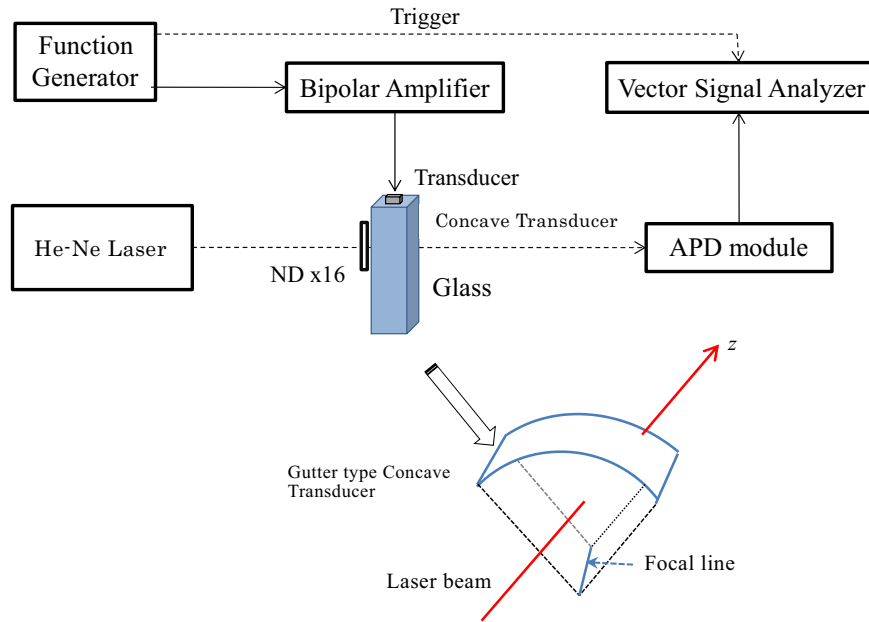 Trigger
Function
Generator
Bipolar Amplifier
Vector Signal Analyzer
Transducer
Concave Transducer
He-Ne Laser
APD module
ND x16
Glass
z
Gutter type Concave
Transducer
Focal line
Laser beam